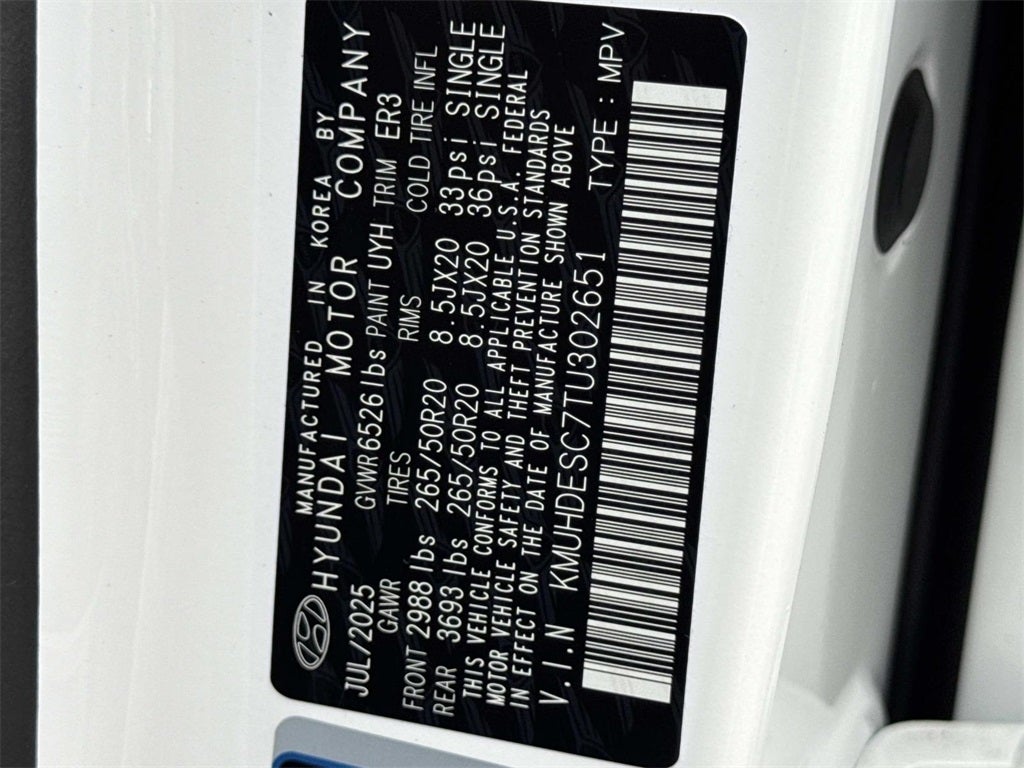 MANUFACTURED IN KOREA BY
HYUNDAI MOTOR COMPANY
JUL/2025 GVWR6526lbs PAINT UYH TRIM ER3
GAWR TIRES RIMS COLD TIRE INFL
FRONT 2988 lbs 265/50R20 8.5JX20 33psi SINGLE
REAR 3693 lbs 265/50R20 8.5JX20 36psi SINGLE
THIS VEHICLE CONFORMS TO ALL APPLICABLE U.S.A. FEDERAL
MOTOR VEHICLE SAFETY AND THEFT PREVENTION STANDARDS
IN EFFECT ON THE DATE OF MANUFACTURE SHOWN ABOVE
V.I.N KMUHDESC7TU302651 TYPE : MPV